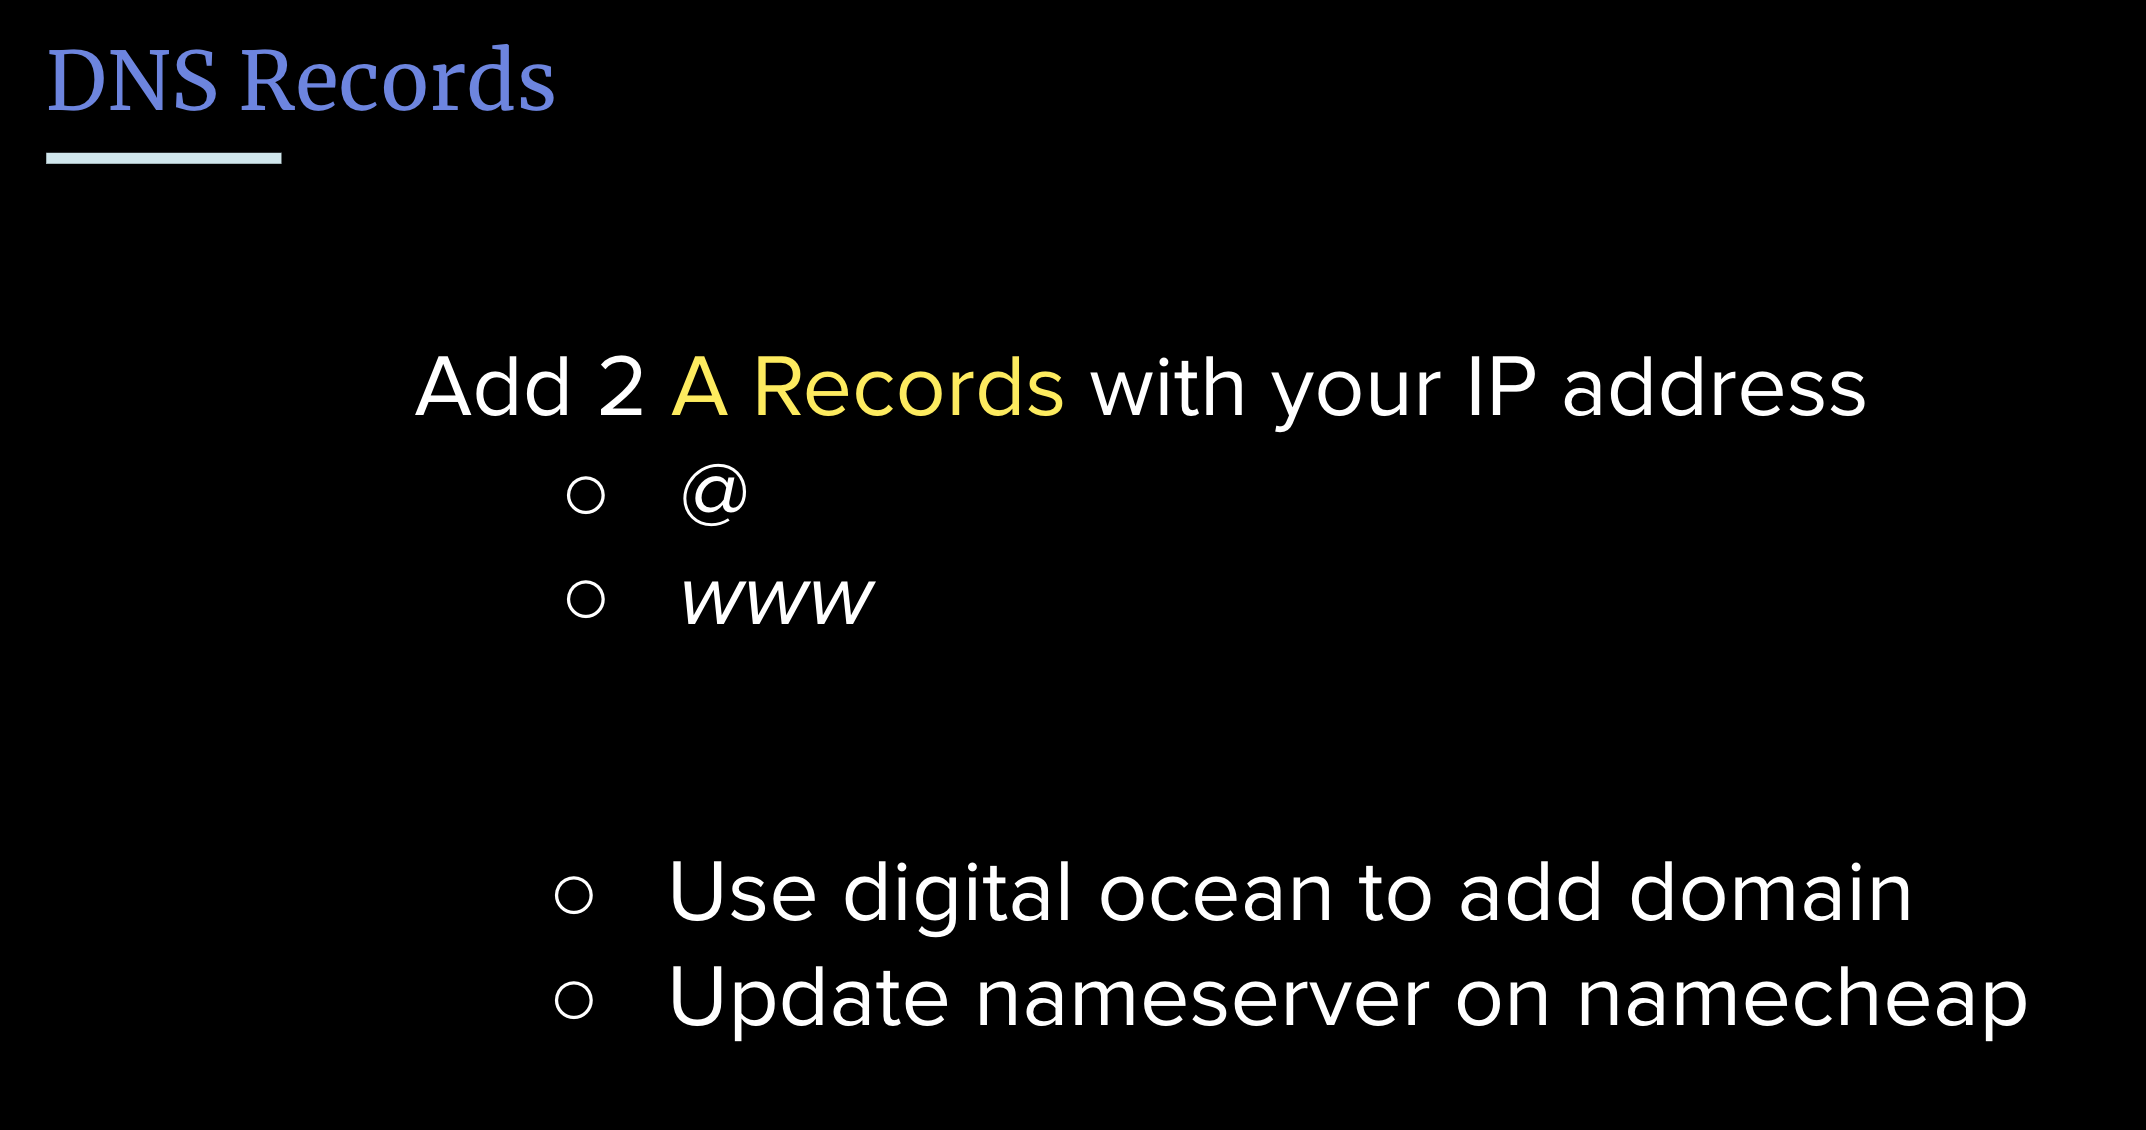 DNS Records
Add 2 A Records with your IP address
○ @
○ www
○ Use digital ocean to add domain
○ Update nameserver on namecheap